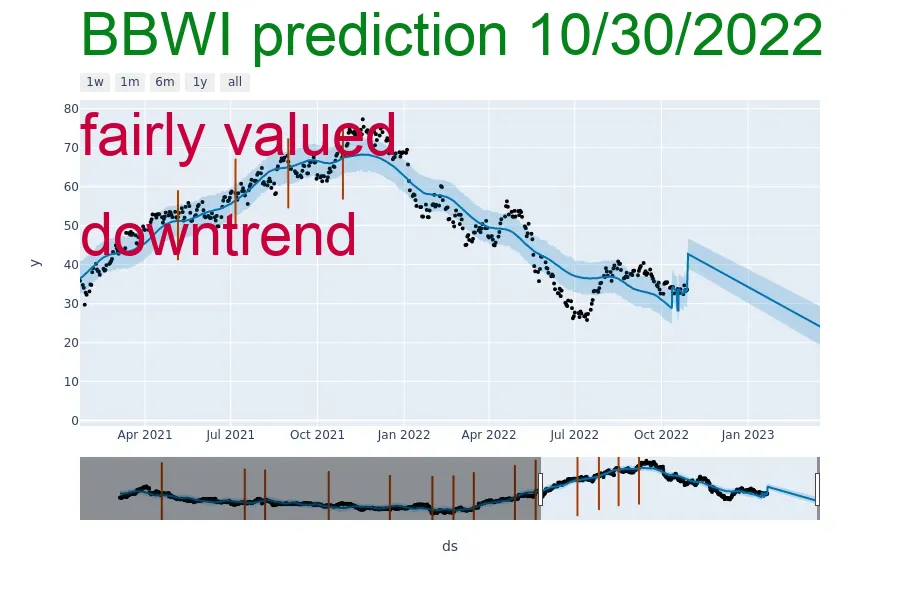 BBWI prediction 10/30/2022
1w 1m 6m 1y all
fairly valued
downtrend
80
70
60
50
40
30
20
10
0
y
Apr 2021 Jul 2021 Oct 2021 Jan 2022 Apr 2022 Jul 2022 Oct 2022 Jan 2023
ds